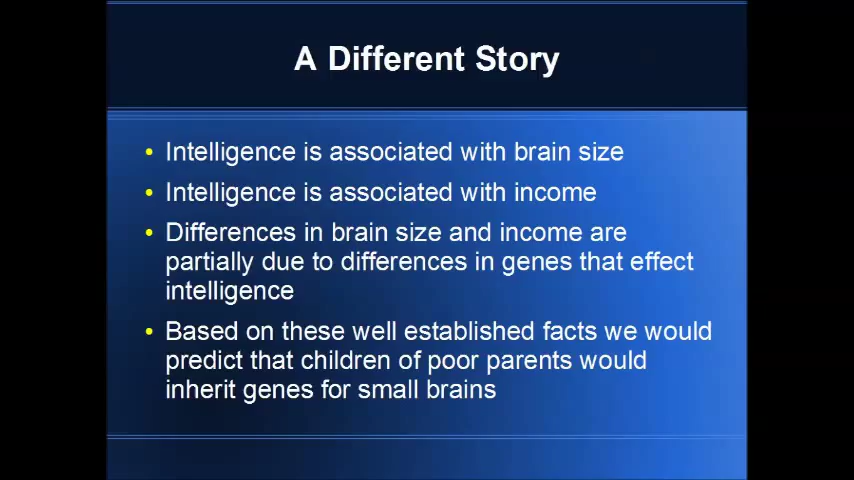 A Different Story
• Intelligence is associated with brain size
• Intelligence is associated with income
• Differences in brain size and income are
partially due to differences in genes that effect
intelligence
• Based on these well established facts we would
predict that children of poor parents would
inherit genes for small brains